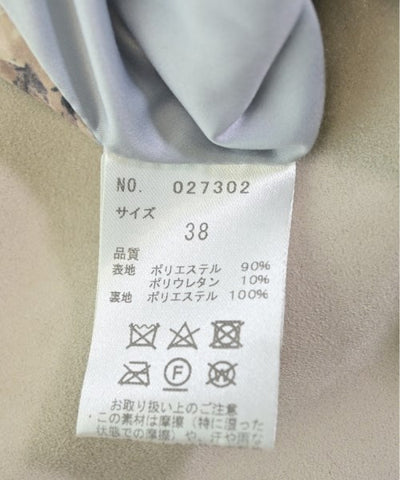 NO. 027302
サイズ
38
品質
表地 ポリエステル 90%
ポリウレタン 10%
裏地 ポリエステル 100%
F W
お取り扱い上のご注意
この素材は摩擦(特に湿った
状態での摩擦)や、汗や雨な